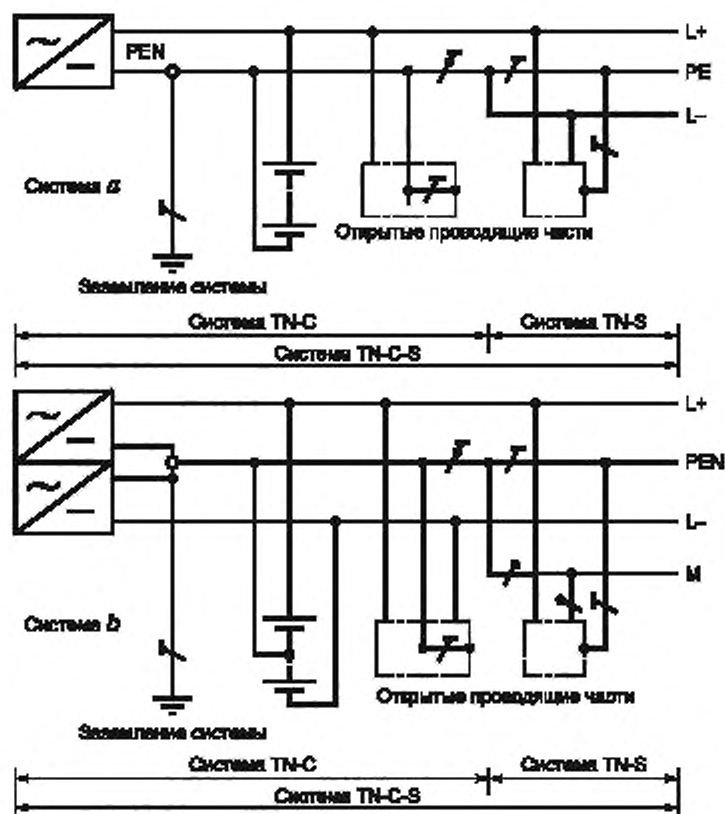 L+
PEN
PE
L–
Система a
Открытые проводящие части
Заземление системы
Система TN-C
Система TN-S
Система TN-C-S
L+
PEN
L–
M
Система b
Открытые проводящие части
Заземление системы
Система TN-C
Система TN-S
Система TN-C-S